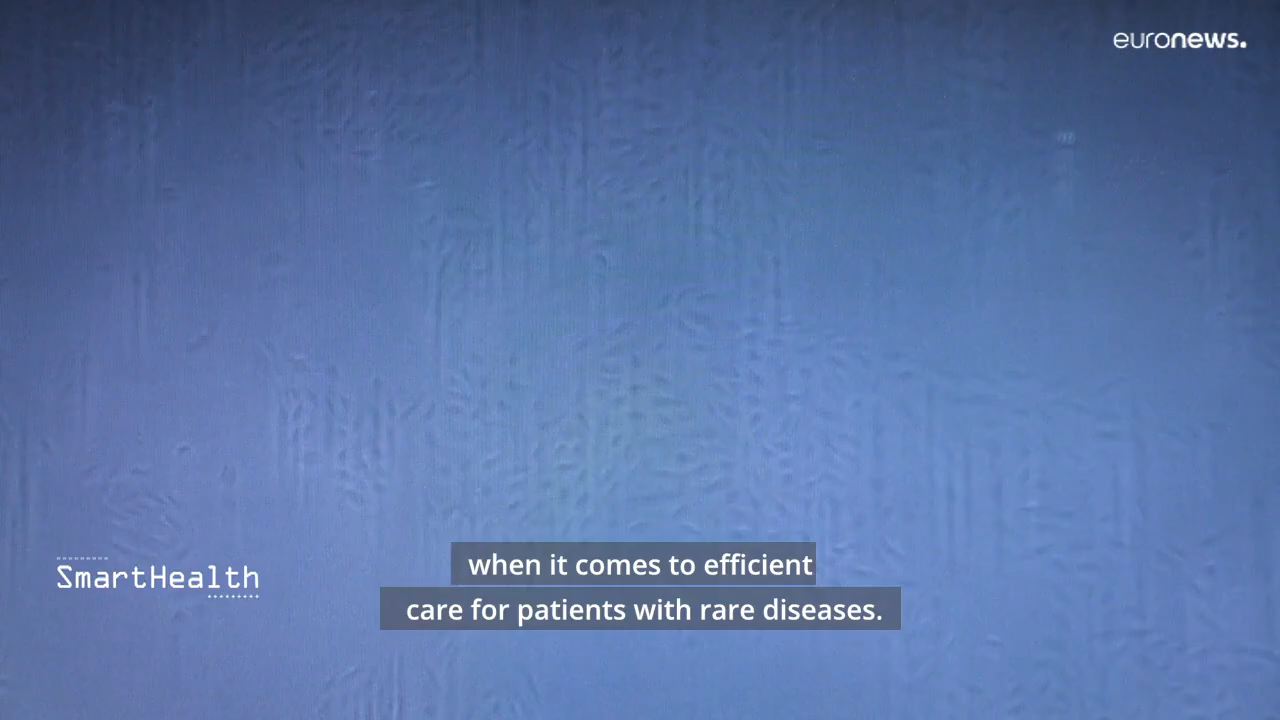 euronews.
SmartHealth
when it comes to efficient
care for patients with rare diseases.